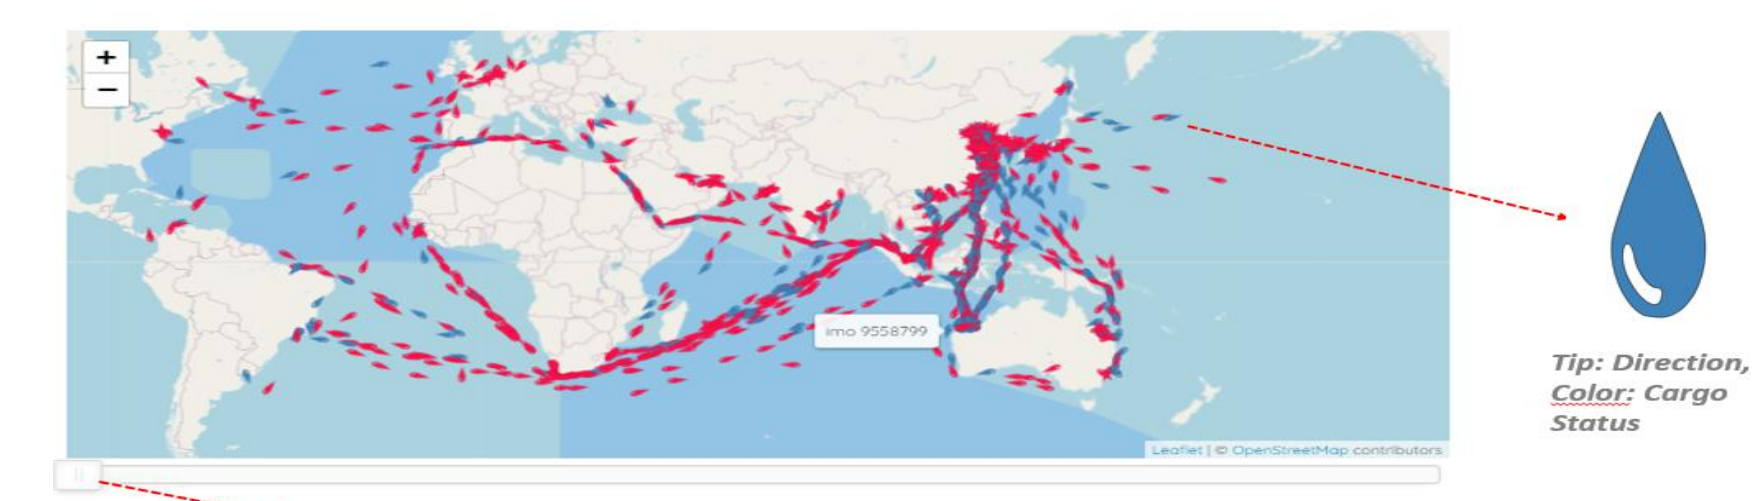 +
−
imo 9558799
Leaflet | © OpenStreetMap contributors
Tip: Direction,
Color: Cargo
Status